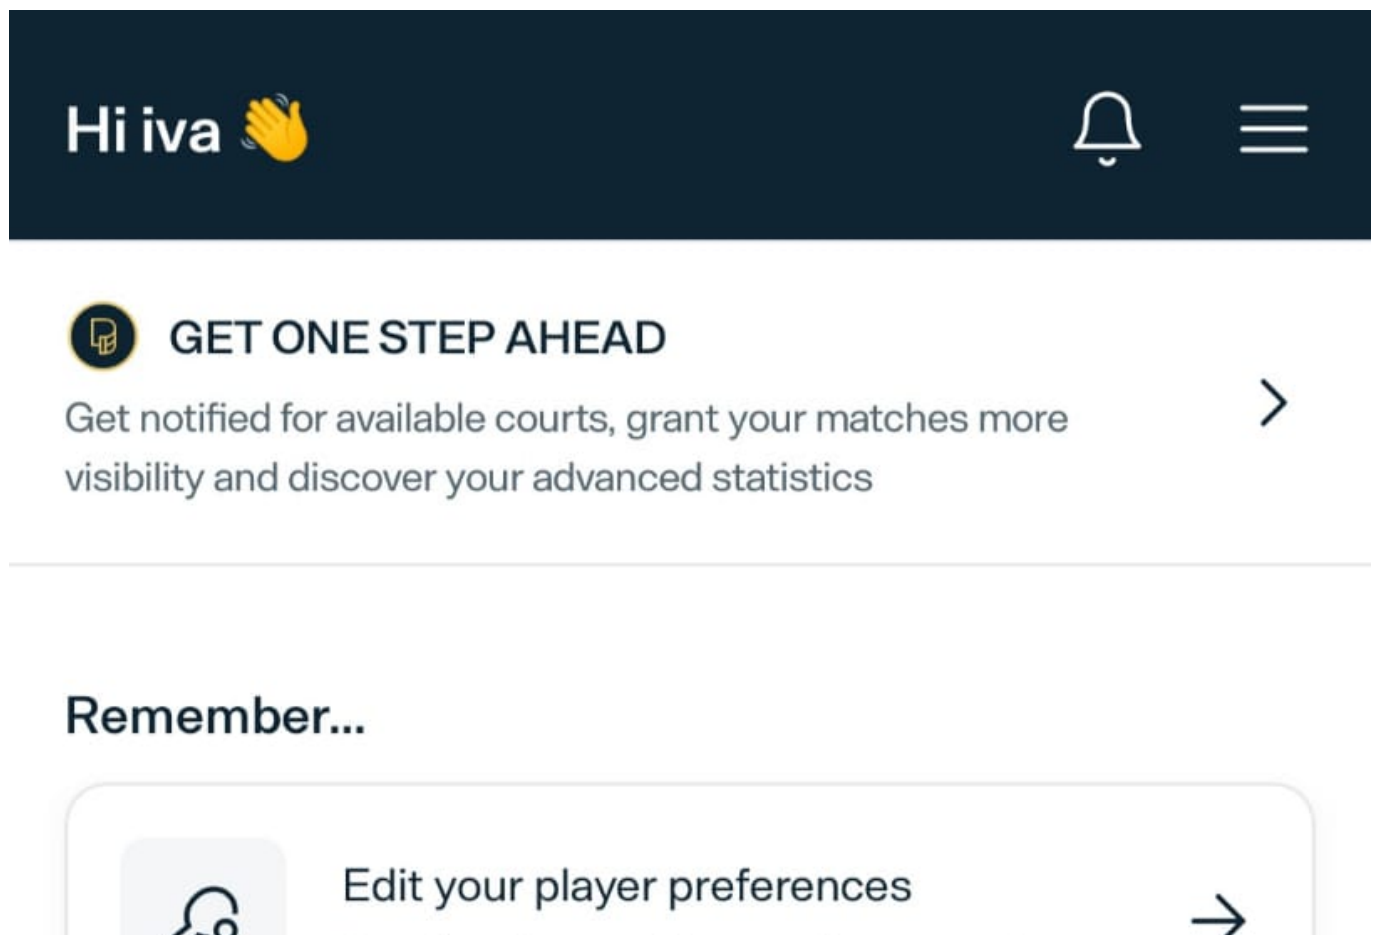 Hi iva 👋
GET ONE STEP AHEAD
Get notified for available courts, grant your matches more
visibility and discover your advanced statistics
Remember...
Edit your player preferences